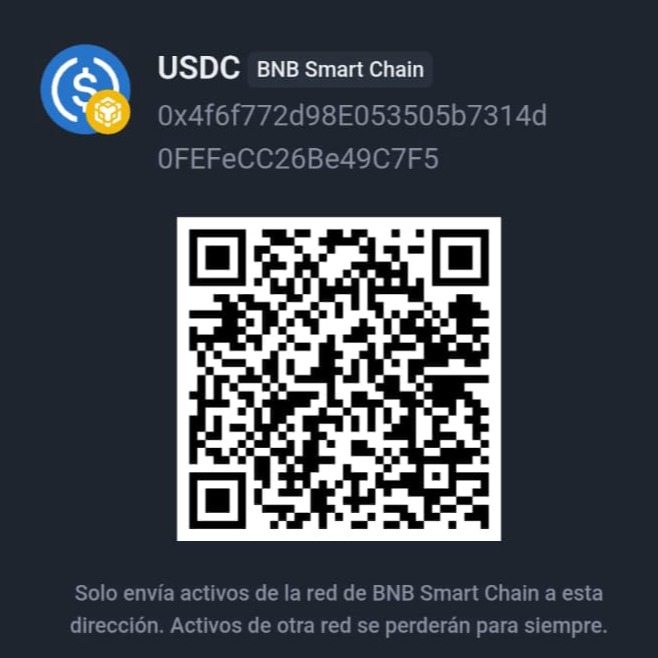 USDC BNB Smart Chain
0x4f6f772d98E053505b7314d
0FEFeCC26Be49C7F5
Solo envía activos de la red de BNB Smart Chain a esta
dirección. Activos de otra red se perderán para siempre.